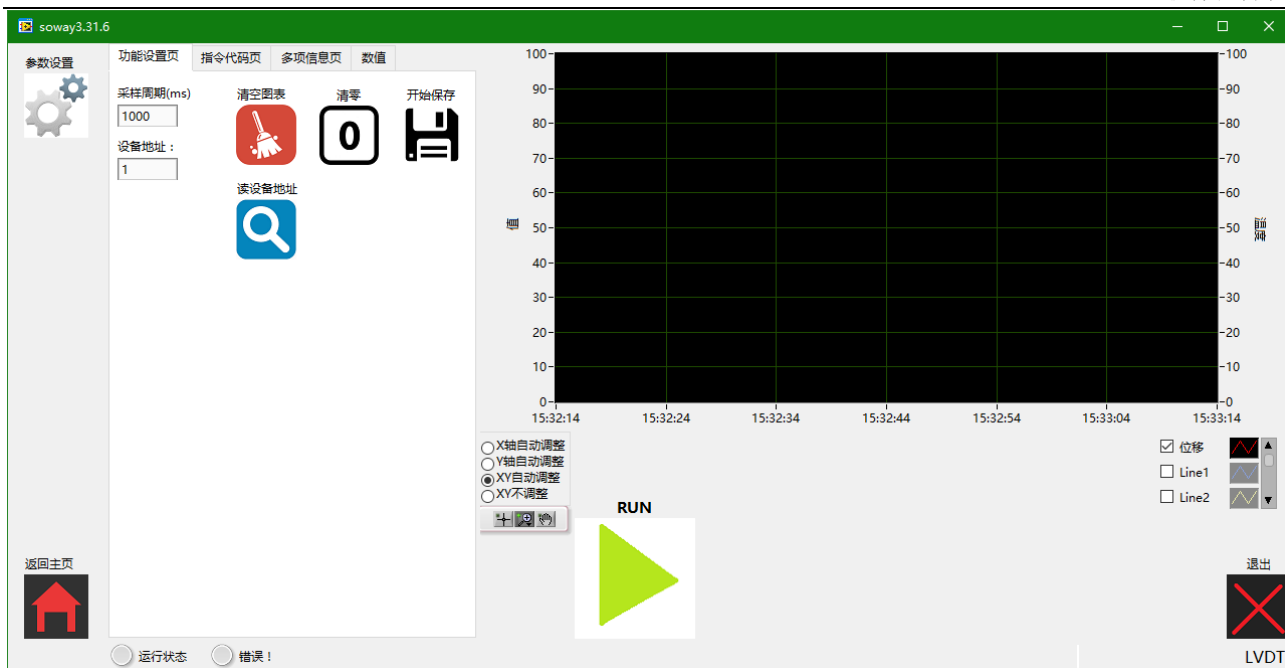 soway3.31.6
参数设置
功能设置页 指令代码页 多项信息页 数值
采样周期(ms)
1000
设备地址：
1
清空图表
清零
0
开始保存
读设备地址
值
100
90
80
70
60
50
40
30
20
10
0
100
90
80
70
60
50
40
30
20
10
0
温度
15:32:14 15:32:24 15:32:34 15:32:44 15:32:54 15:33:04 15:33:14
X轴自动调整
Y轴自动调整
XY自动调整
XY不调整
RUN
位移
Line1
Line2
返回主页
退出
运行状态 错误！
LVDT